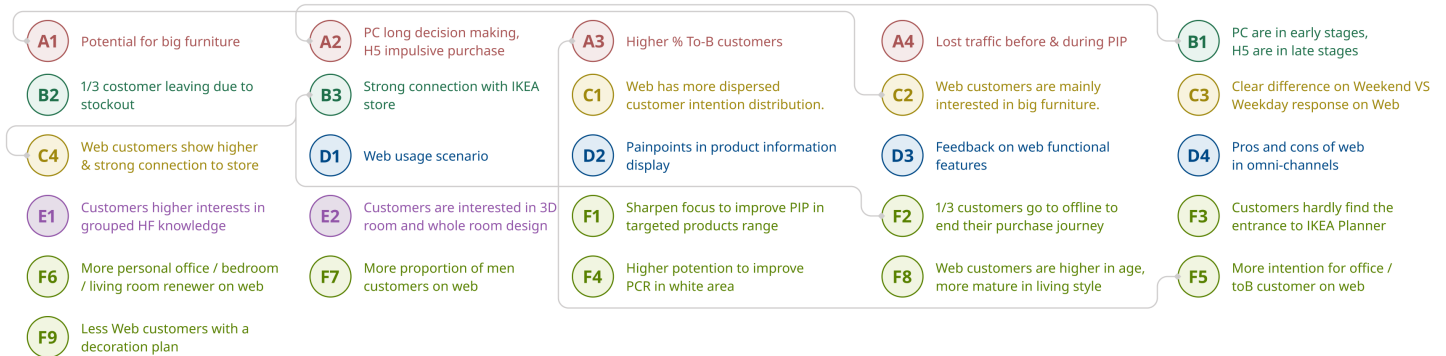 A1 Potential for big furniture
A2 PC long decision making,
H5 impulsive purchase
A3 Higher % To-B customers
A4 Lost traffic before & during PIP
B1 PC are in early stages,
H5 are in late stages
B2 1/3 costomer leaving due to
stockout
B3 Strong connection with IKEA
store
C1 Web has more dispersed
customer intention distribution.
C2 Web customers are mainly
interested in big furniture.
C3 Clear difference on Weekend VS
Weekday response on Web
C4 Web customers show higher
& strong connection to store
D1 Web usage scenario
D2 Painpoints in product information
display
D3 Feedback on web functional
features
D4 Pros and cons of web
in omni-channels
E1 Customers higher interests in
grouped HF knowledge
E2 Customers are interested in 3D
room and whole room design
F1 Sharpen focus to improve PIP in
targeted products range
F2 1/3 customers go to offline to
end their purchase journey
F3 Customers hardly find the
entrance to IKEA Planner
F6 More personal office / bedroom
/ living room renewer on web
F7 More proportion of men
customers on web
F4 Higher potention to improve
PCR in white area
F8 Web customers are higher in age,
more mature in living style
F5 More intention for office /
toB customer on web
F9 Less Web customers with a
decoration plan